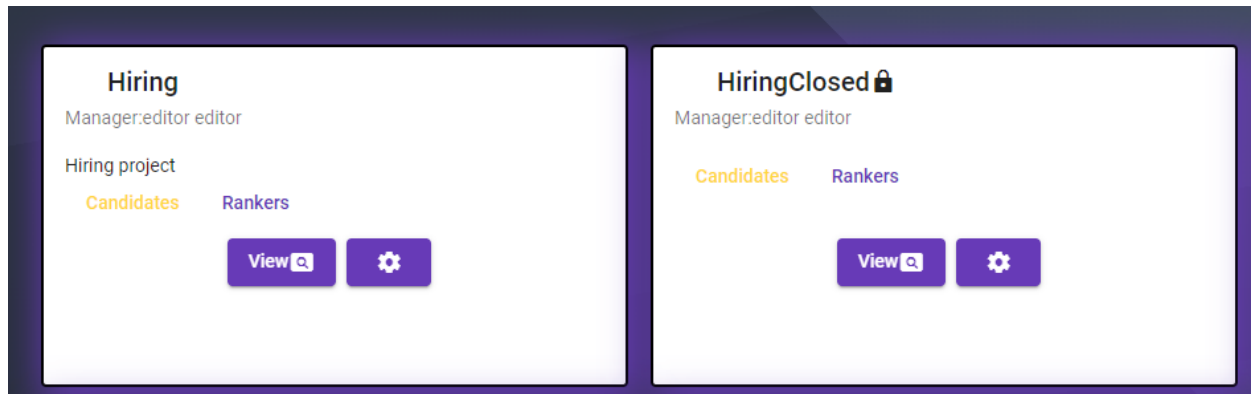 Hiring
Manager:editor editor
Hiring project
Candidates Rankers
View
HiringClosed
Manager:editor editor
Candidates Rankers
View